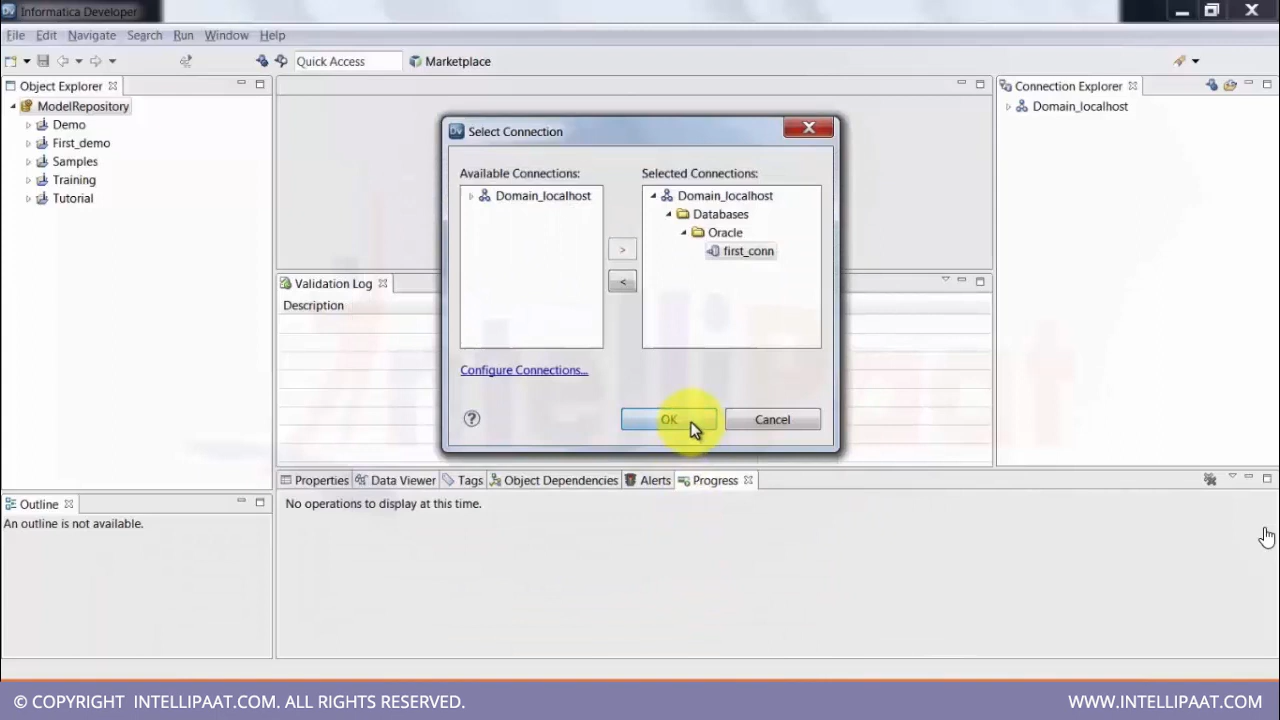 Informatica Developer
File Edit Navigate Search Run Window Help
Quick Access
Marketplace
Object Explorer
ModelRepository
Demo
First_demo
Samples
Training
Tutorial
Connection Explorer
Domain_localhost
Dv Select Connection
Available Connections:
Domain_localhost
Selected Connections:
Domain_localhost
Databases
Oracle
first_conn
>
<
Configure Connections...
?
OK
Cancel
Validation Log
Description
Outline
An outline is not available.
Properties Data Viewer Tags Object Dependencies Alerts Progress
No operations to display at this time.
© COPYRIGHT INTELLIPAAT.COM. ALL RIGHTS RESERVED.
WWW.INTELLIPAAT.COM